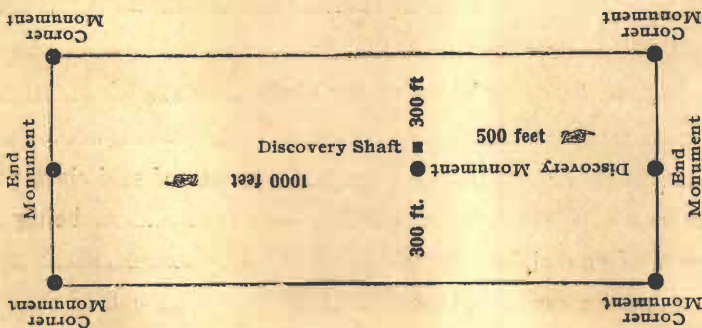 Corner
Monument
Corner
Monument
End
Monument
300 ft
Discovery Shaft
500 feet
1000 feet
Discovery Monument
End
Monument
300 ft.
Corner
Monument
Corner
Monument